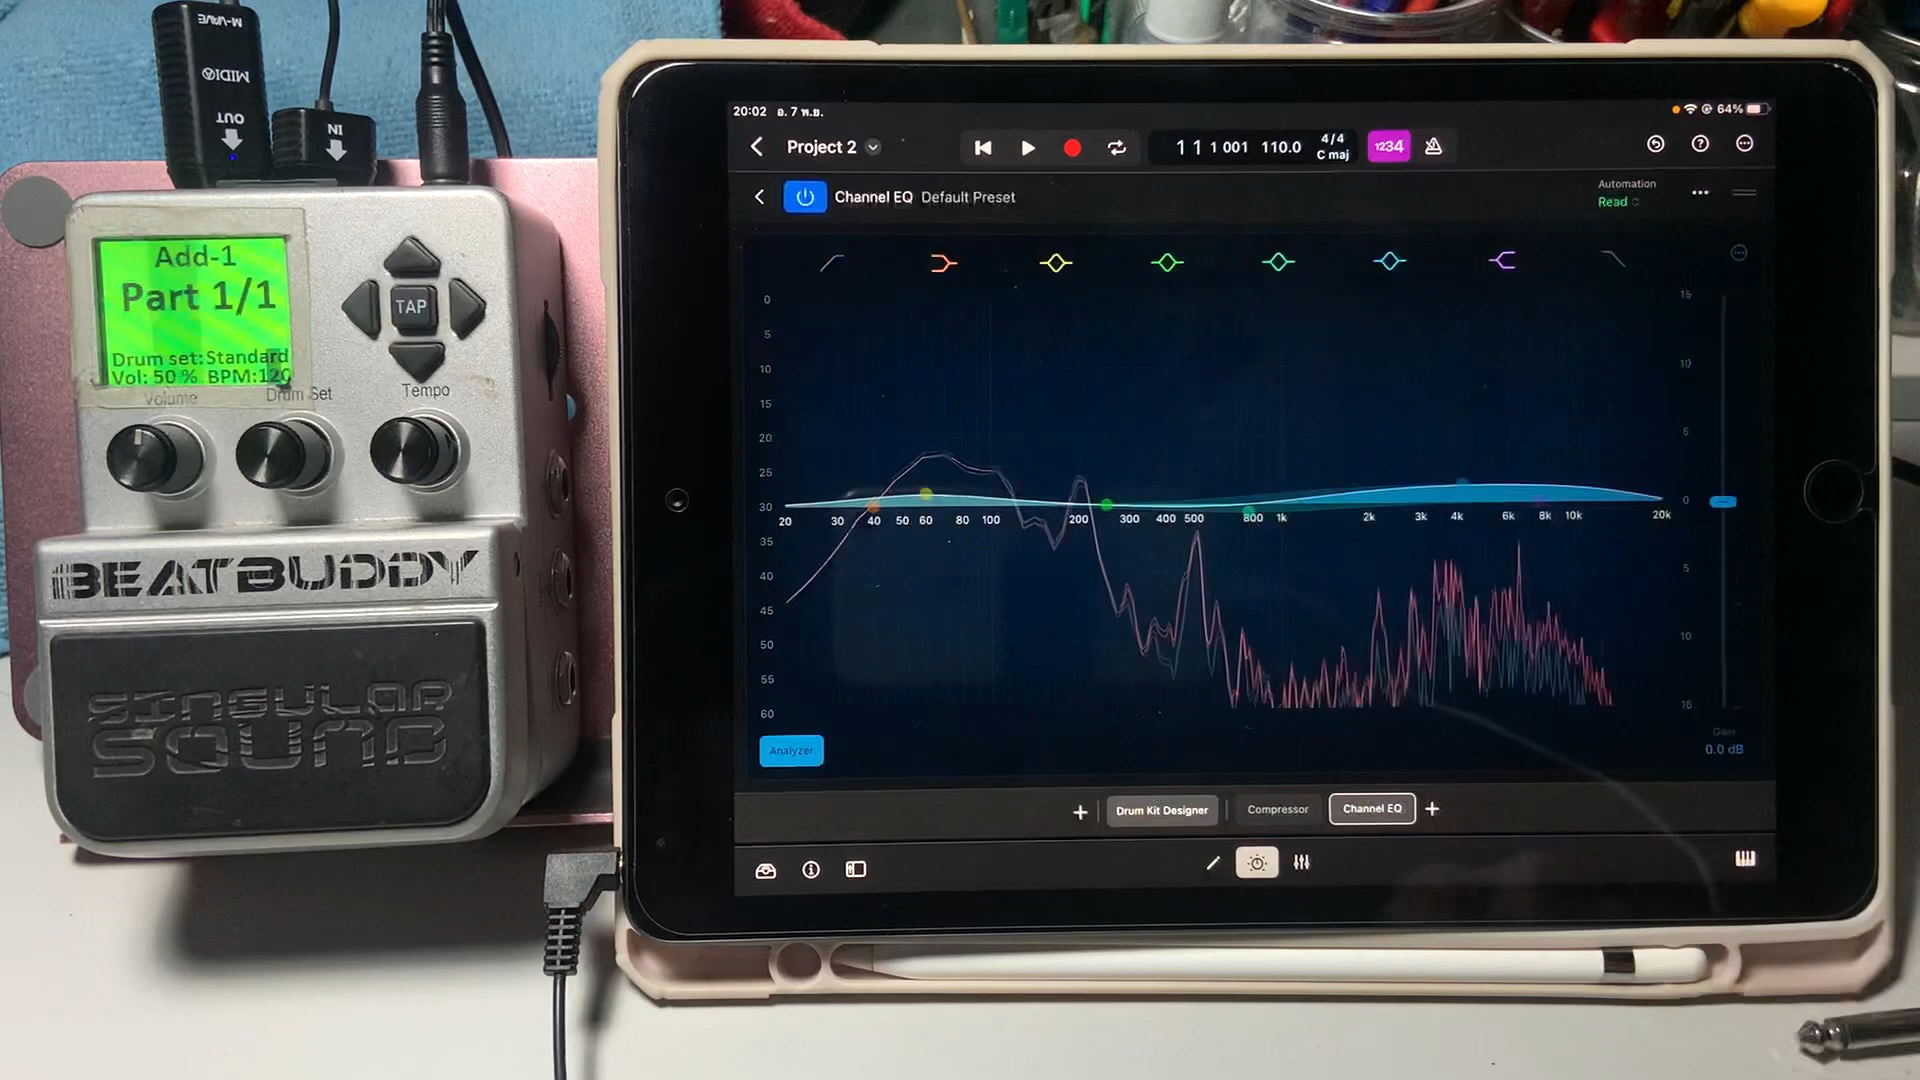 M-VAVE
MIDI
OUT
IN
Add-1
Part 1/1
Drum set: Standard
Vol: 50 % BPM:120
TAP
Volume
Drum Set
Tempo
BEATBUDDY
SINGULAR
SOUND
20:02 อ. 7 พ.ย.
64%
Project 2
1 1 1 001 110.0
4/4
C maj
1234
Channel EQ Default Preset
Automation
Read
0
5
10
15
20
25
30
35
40
45
50
55
60
20 30 40 50 60 80 100 200 300 400 500 800 1k 2k 3k 4k 6k 8k 10k 20k
15
10
5
0
5
10
15
Gain
0.0 dB
Analyzer
Drum Kit Designer
Compressor
Channel EQ